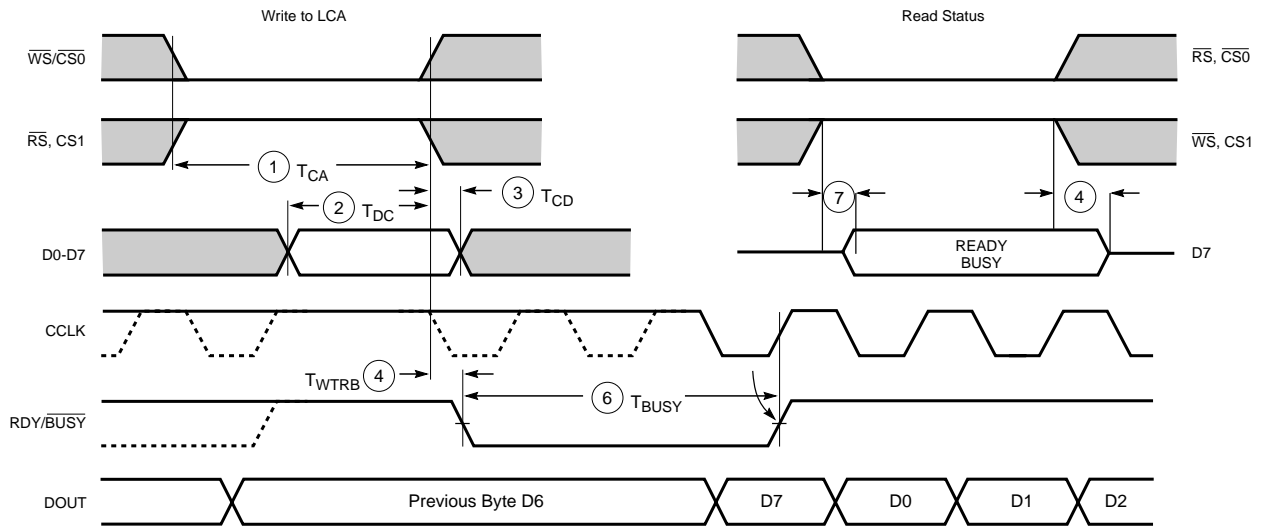 Write to LCA
Read Status
WS/CS0
RS, CS0
RS, CS1
WS, CS1
1 TCA
2 TDC
3 TCD
7
4
D0-D7
READY
BUSY
D7
CCLK
TWTRB 4
6 TBUSY
RDY/BUSY
DOUT
Previous Byte D6
D7
D0
D1
D2